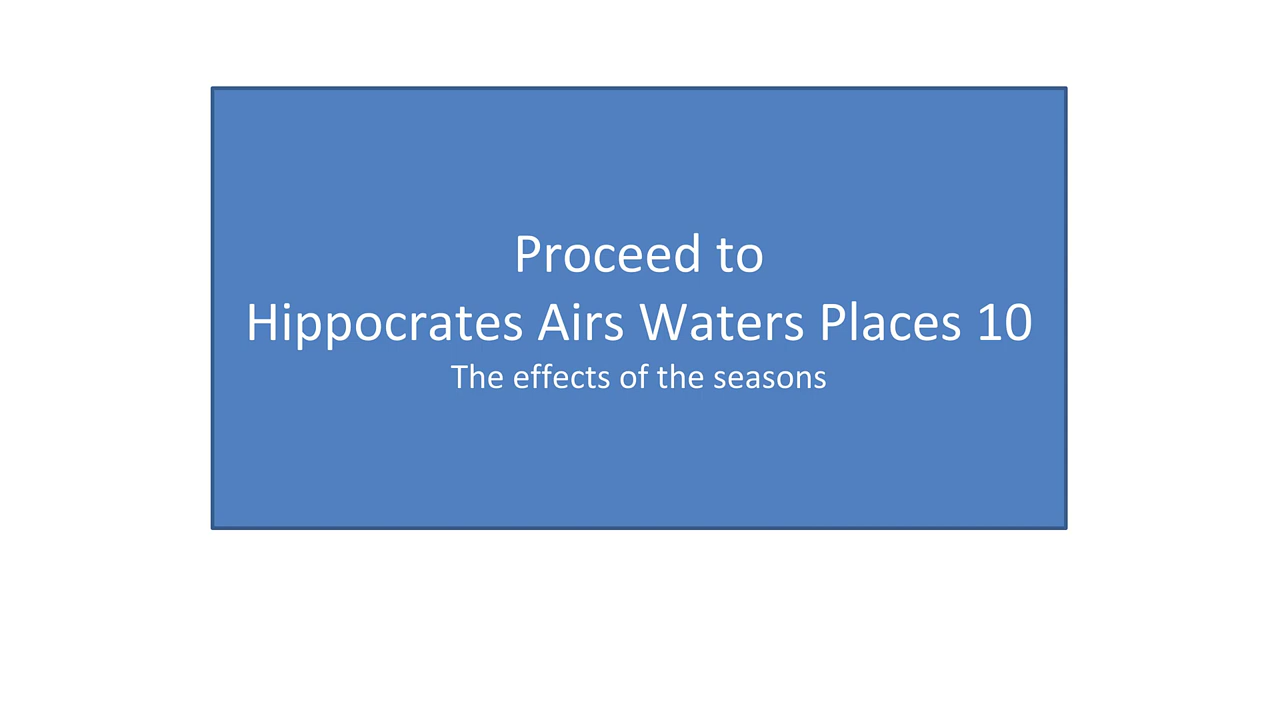 Proceed to
Hippocrates Airs Waters Places 10
The effects of the seasons